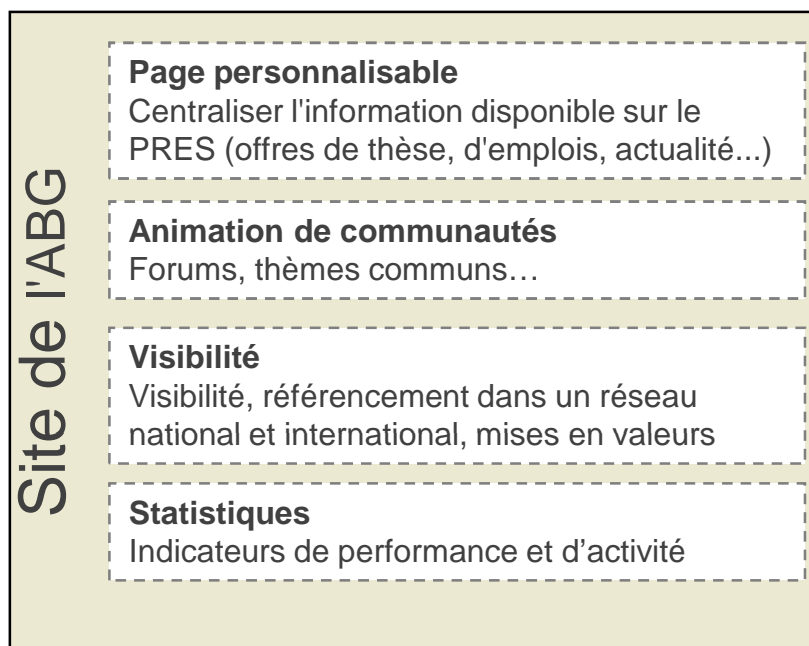 Site de l'ABG
Page personnalisable
Centraliser l'information disponible sur le
PRES (offres de thèse, d'emplois, actualité...)
Animation de communautés
Forums, thèmes communs…
Visibilité
Visibilité, référencement dans un réseau
national et international, mises en valeurs
Statistiques
Indicateurs de performance et d’activité